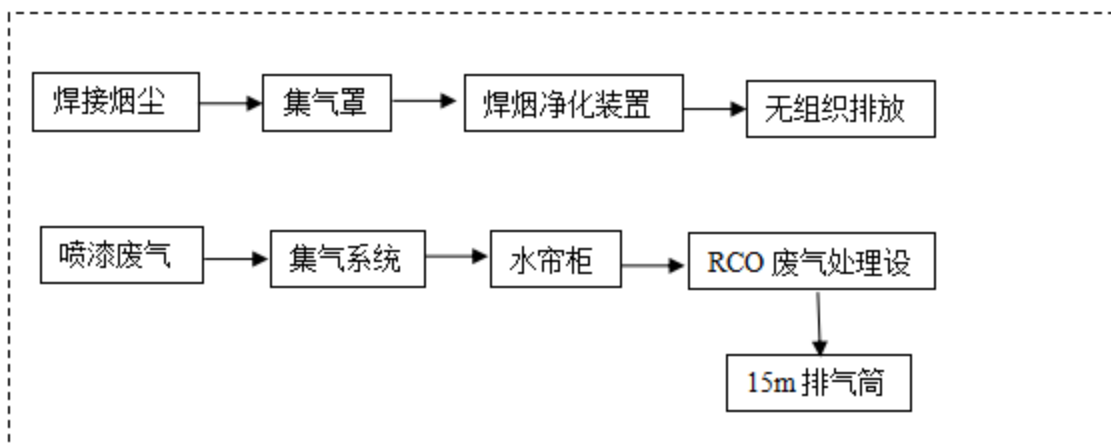 焊接烟尘
集气罩
焊烟净化装置
无组织排放
喷漆废气
集气系统
水帘柜
RCO 废气处理设
15m 排气筒